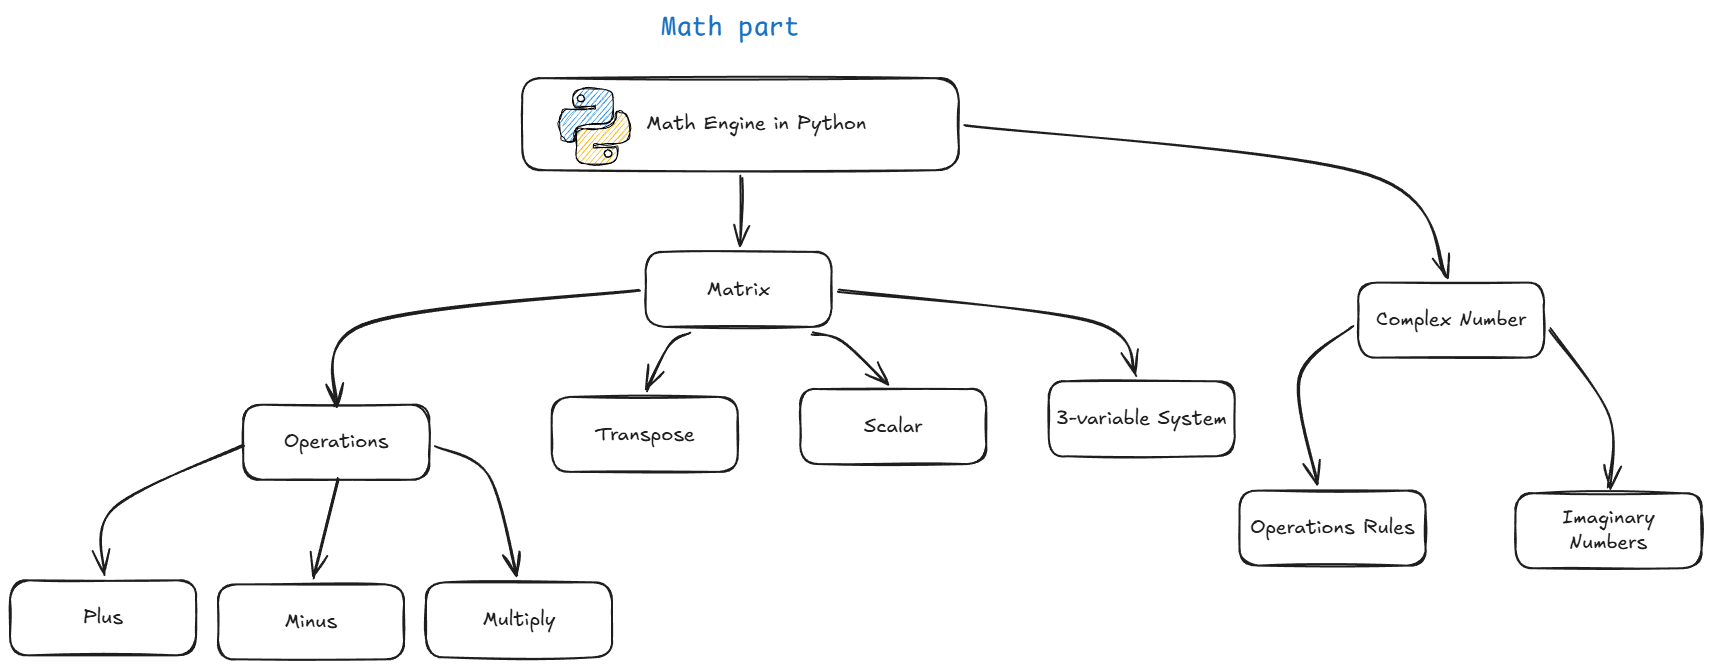 Math part
Math Engine in Python
Matrix
Complex Number
Operations
Transpose
Scalar
3-variable System
Operations Rules
Imaginary
Numbers
Plus
Minus
Multiply